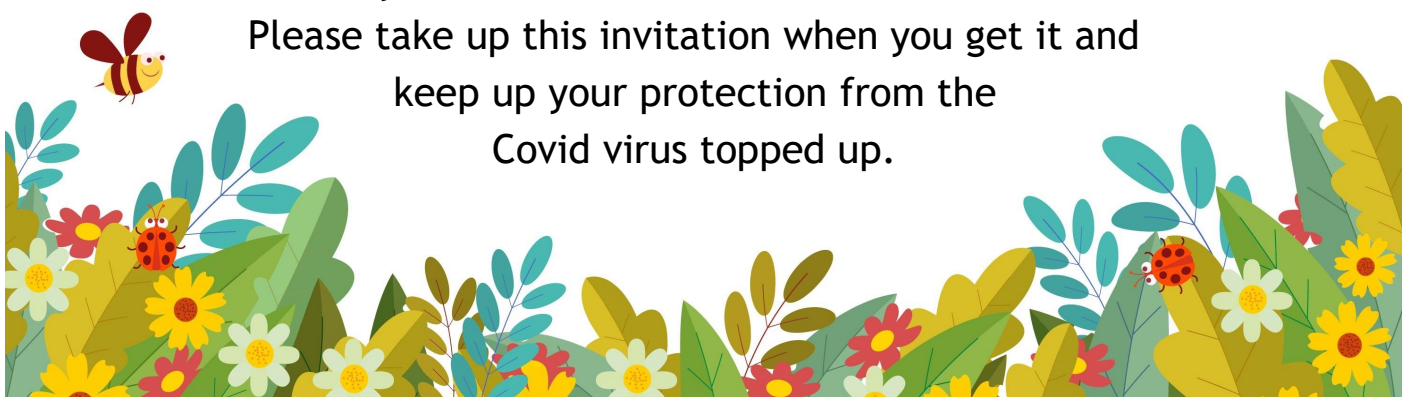 Please take up this invitation when you get it and
keep up your protection from the
Covid virus topped up.